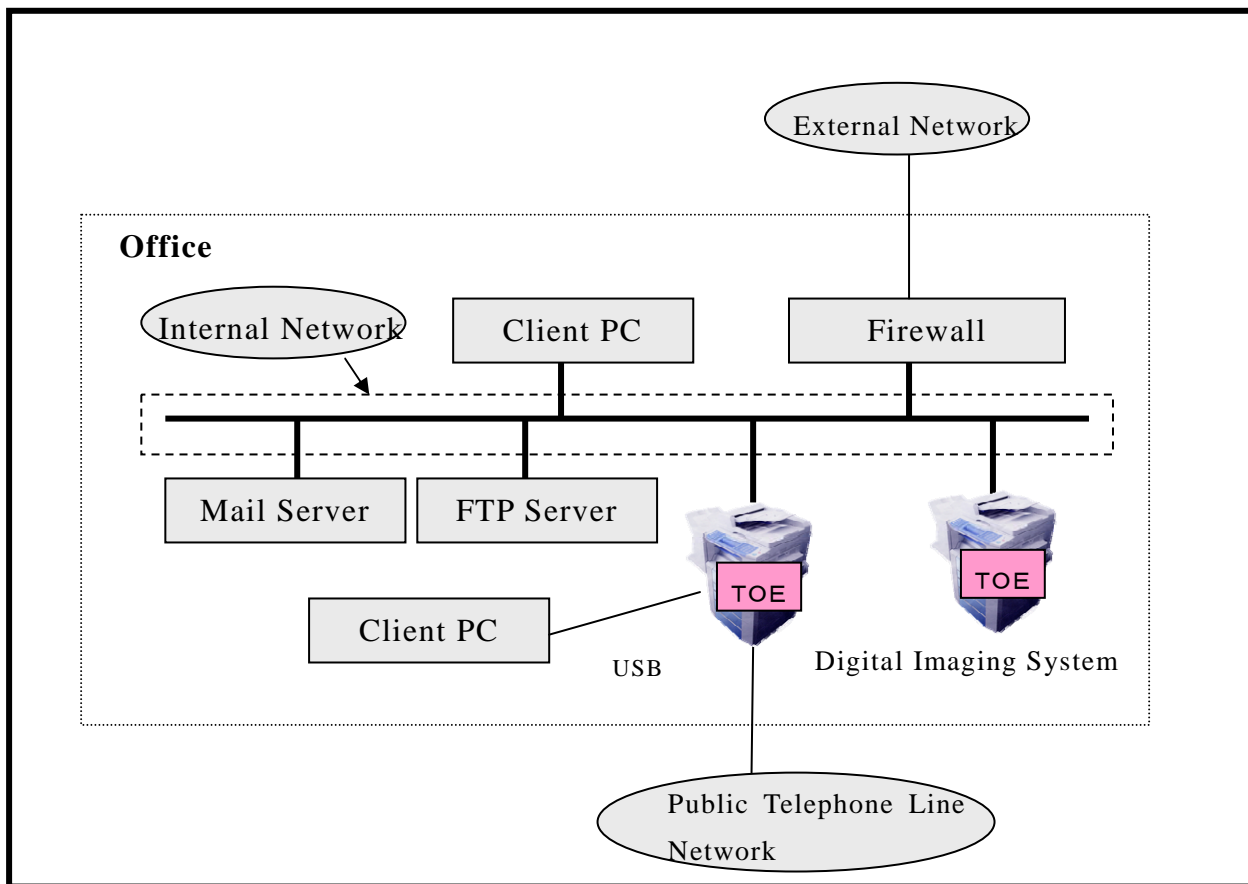 External Network
Office
Internal Network
Client PC
Firewall
Mail Server
FTP Server
TOE
TOE
Client PC
USB
Digital Imaging System
Public Telephone Line
Network